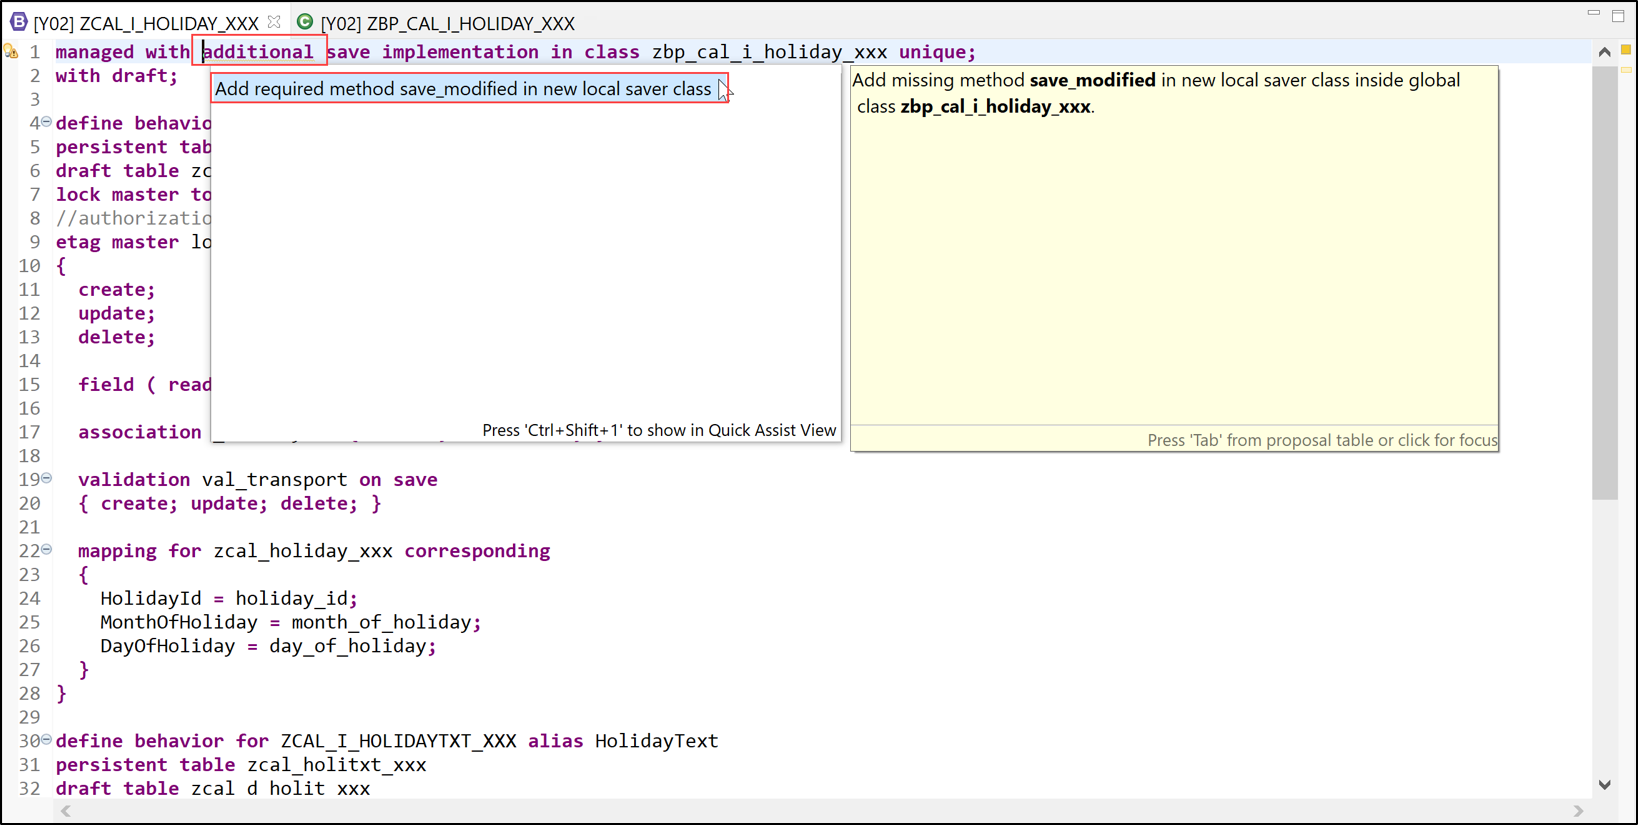 [Y02] ZCAL_I_HOLIDAY_XXX [Y02] ZBP_CAL_I_HOLIDAY_XXX
1 managed with additional save implementation in class zbp_cal_i_holiday_xxx unique;
2 with draft;
3
4 define behavio
5 persistent tab
6 draft table zc
7 lock master to
8 //authorizatio
9 etag master lo
10 {
11 create;
12 update;
13 delete;
14
15 field ( read
16
17 association
18
19 validation val_transport on save
20 { create; update; delete; }
21
22 mapping for zcal_holiday_xxx corresponding
23 {
24 HolidayId = holiday_id;
25 MonthOfHoliday = month_of_holiday;
26 DayOfHoliday = day_of_holiday;
27 }
28 }
29
30 define behavior for ZCAL_I_HOLIDAYTXT_XXX alias HolidayText
31 persistent table zcal_holitxt_xxx
32 draft table zcal_d_holit_xxx
Add required method save_modified in new local saver class
Press 'Ctrl+Shift+1' to show in Quick Assist View
Add missing method save_modified in new local saver class inside global
class zbp_cal_i_holiday_xxx.
Press 'Tab' from proposal table or click for focus